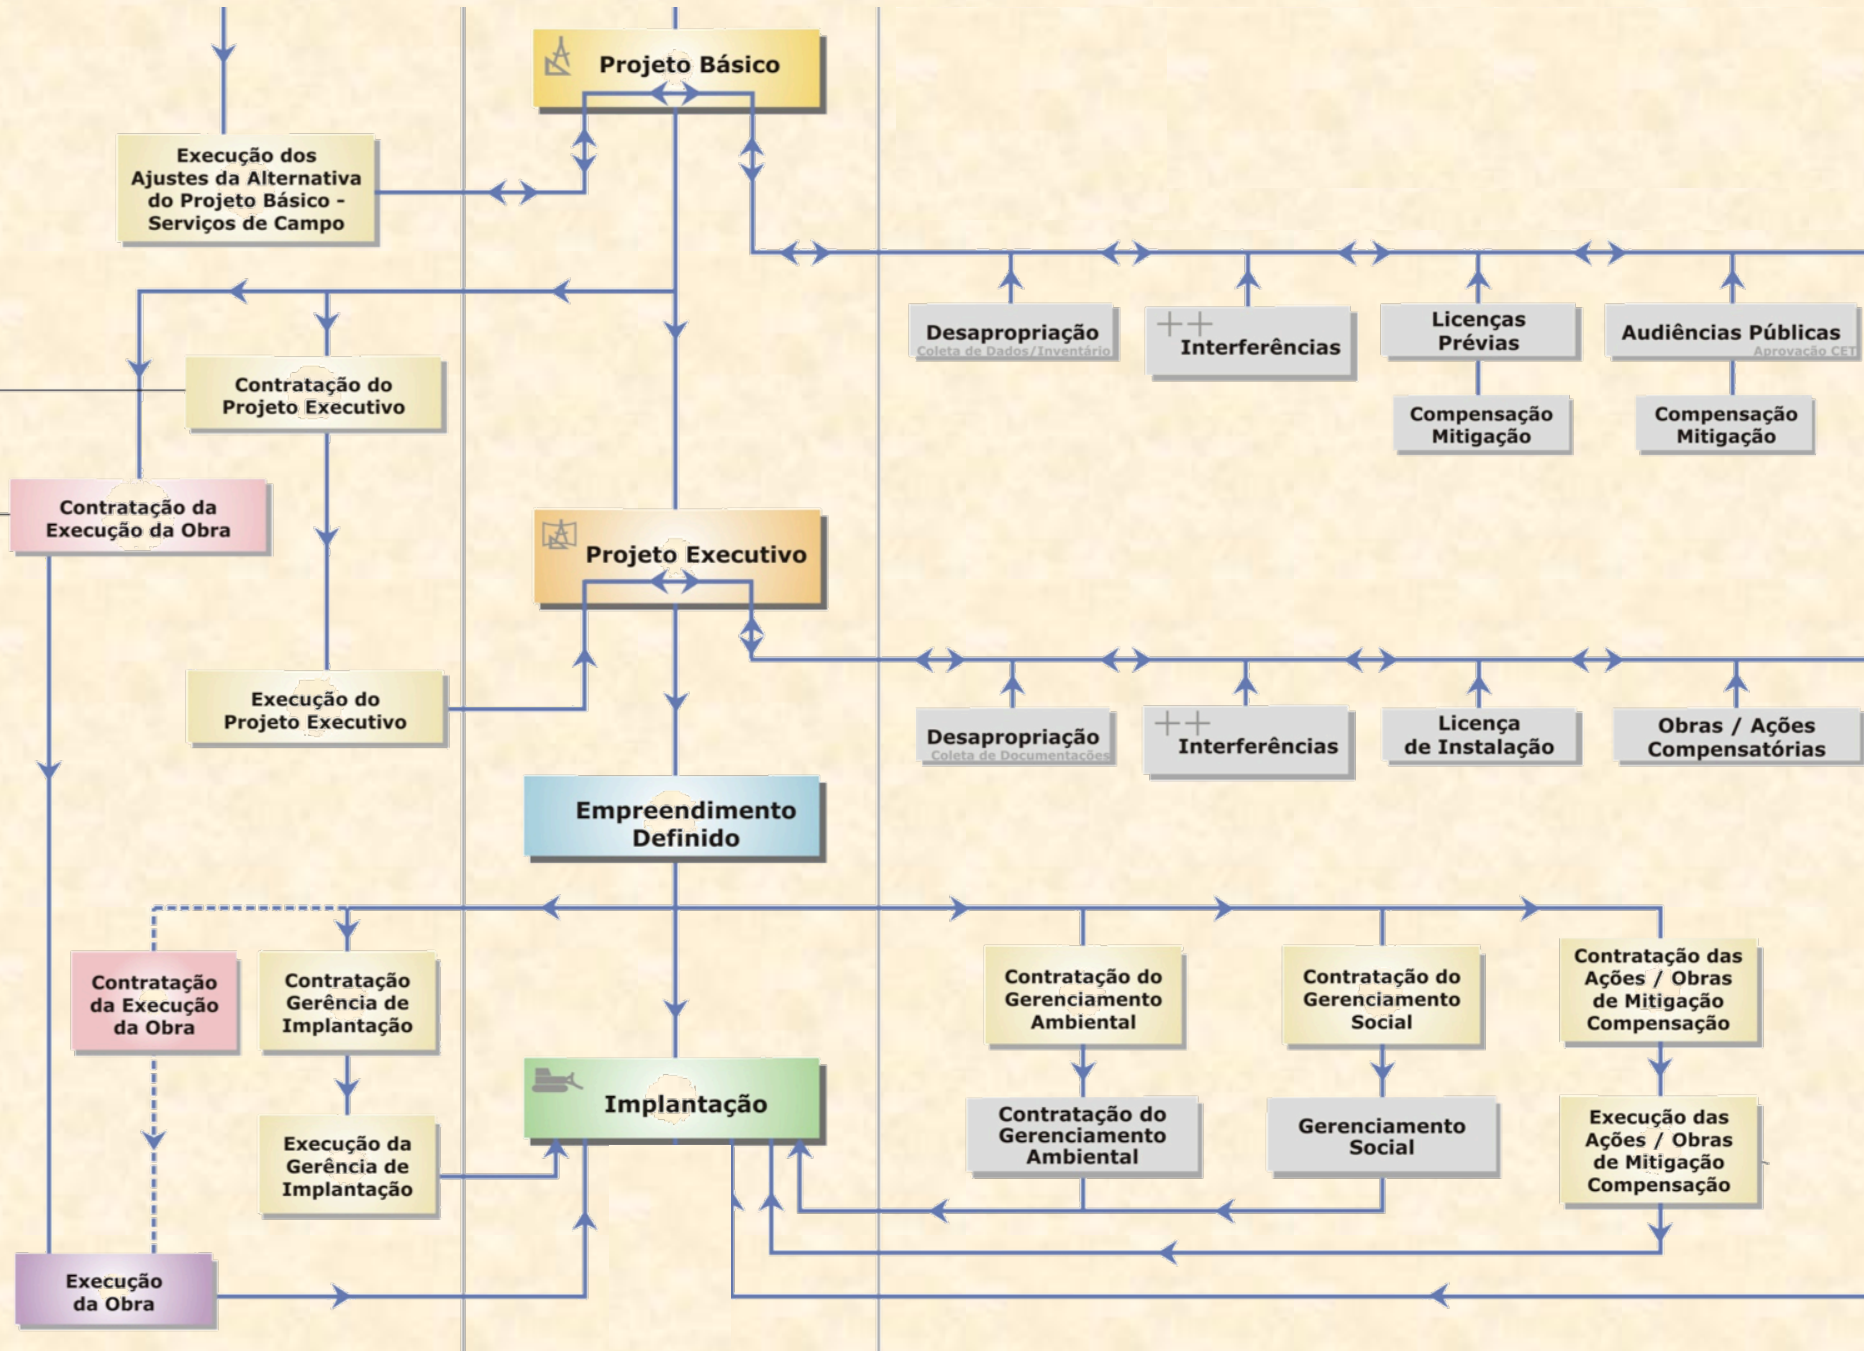 Projeto Básico
Execução dos
Ajustes da Alternativa
do Projeto Básico -
Serviços de Campo
Desapropriação
Coleta de Dados/Inventário
Interferências
Licenças
Prévias
Audiências Públicas
Aprovação CET
Contratação do
Projeto Executivo
Compensação
Mitigação
Compensação
Mitigação
Contratação da
Execução da Obra
Projeto Executivo
Execução do
Projeto Executivo
Desapropriação
Coleta de Documentações
Interferências
Licença
de Instalação
Obras / Ações
Compensatórias
Empreendimento
Definido
Contratação
da Execução
da Obra
Contratação
Gerência de
Implantação
Contratação do
Gerenciamento
Ambiental
Contratação do
Gerenciamento
Social
Contratação das
Ações / Obras
de Mitigação
Compensação
Implantação
Execução da
Gerência de
Implantação
Contratação do
Gerenciamento
Ambiental
Gerenciamento
Social
Execução das
Ações / Obras
de Mitigação
Compensação
Execução
da Obra